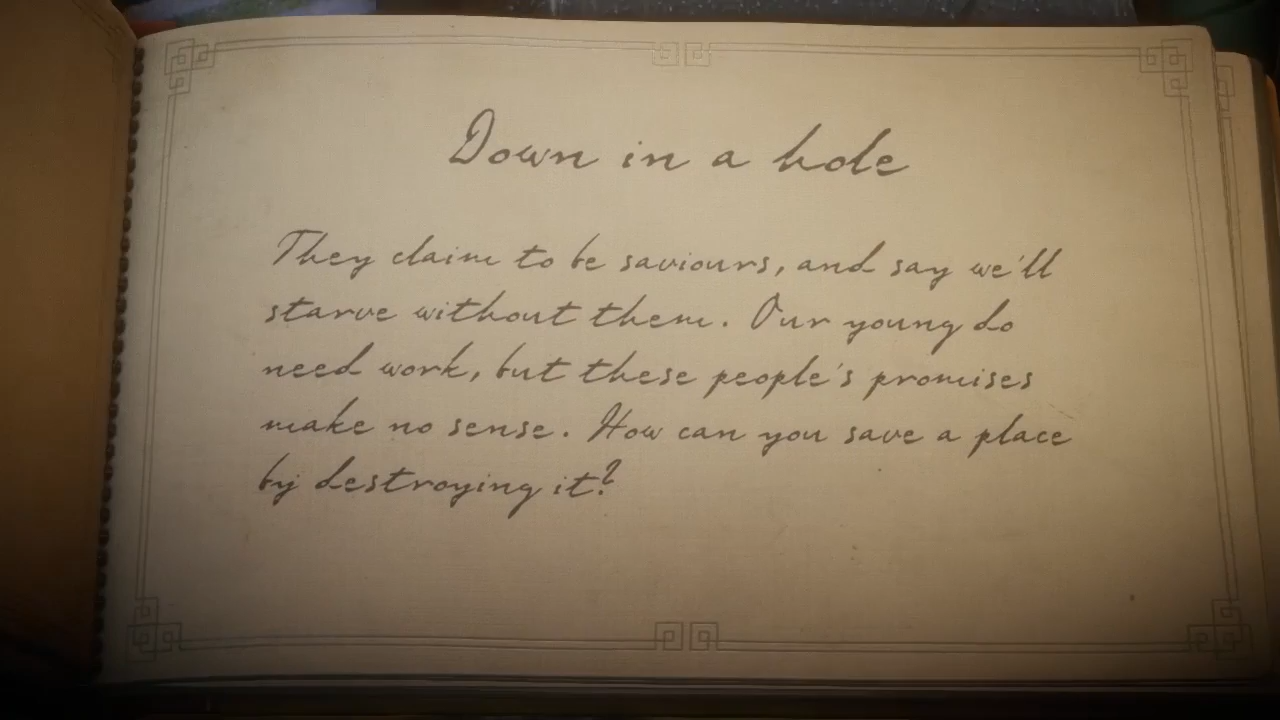 Down in a hole
They claim to be saviours, and say we'll
starve without them. Our young do
need work, but these people's promises
make no sense. How can you save a place
by destroying it?